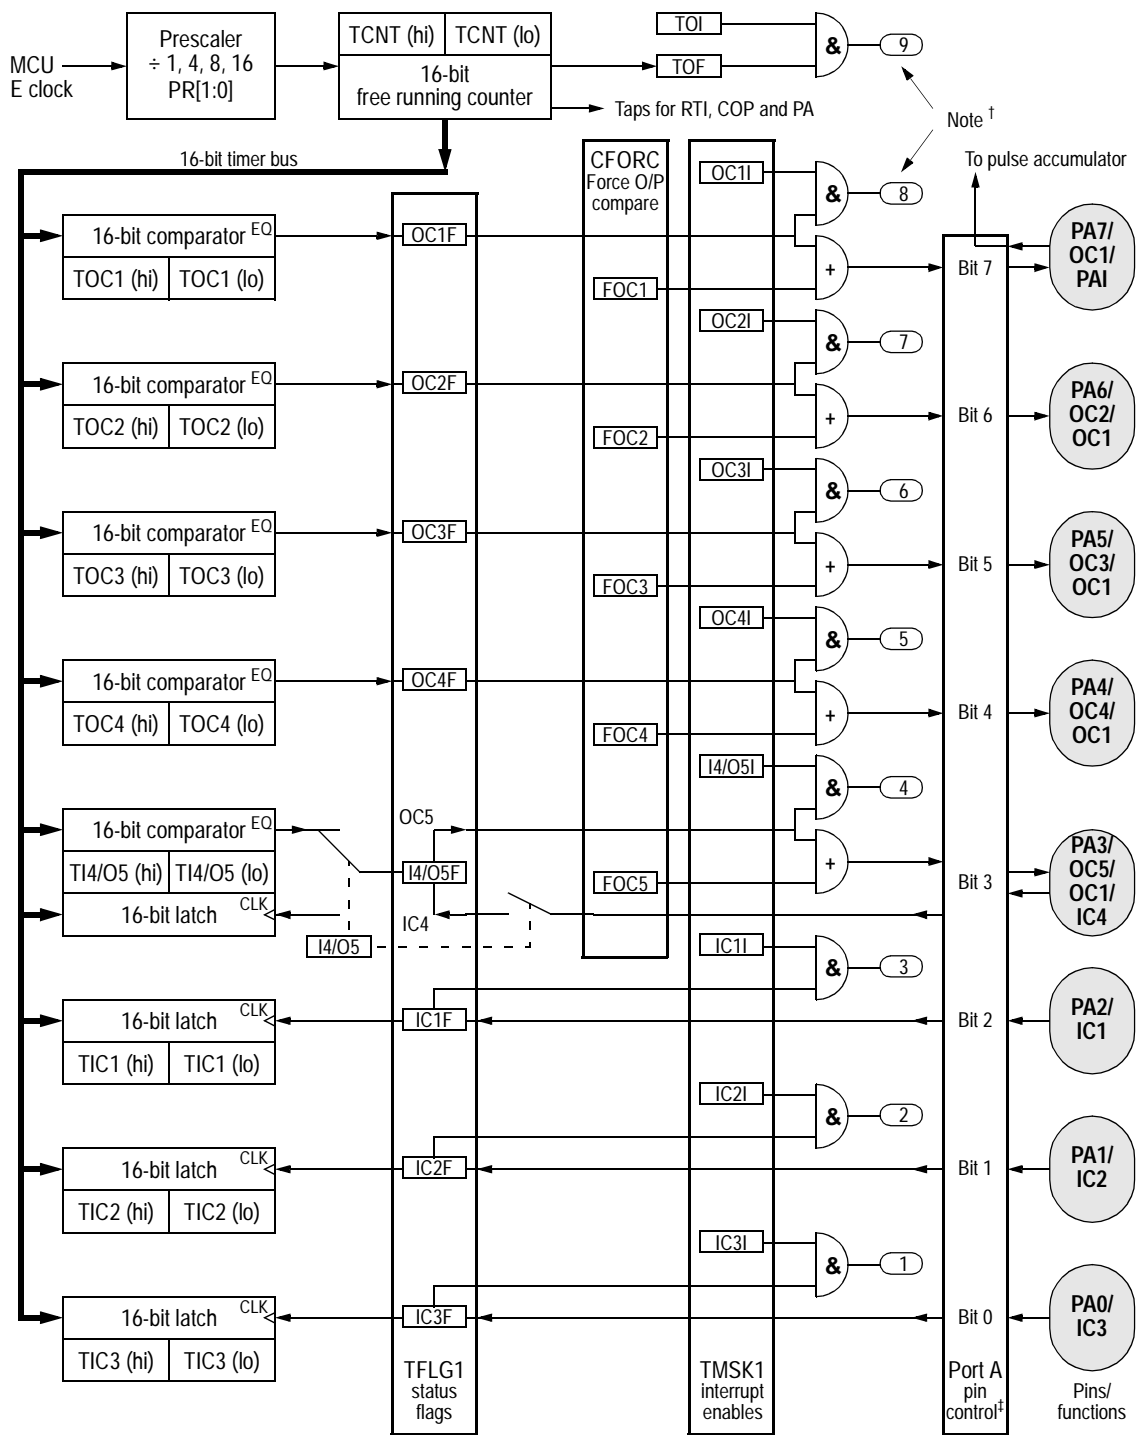 MCU
E clock
Prescaler
÷ 1, 4, 8, 16
PR[1:0]
TCNT (hi) TCNT (lo)
16-bit
free running counter
TOI
TOF
&
9
Taps for RTI, COP and PA
Note †
16-bit timer bus
CFORC
Force O/P
compare
To pulse accumulator
OC1I
&
8
16-bit comparator EQ
TOC1 (hi) TOC1 (lo)
OC1F
FOC1
+
Bit 7
PA7/
OC1/
PAI
OC2I
&
7
16-bit comparator EQ
TOC2 (hi) TOC2 (lo)
OC2F
FOC2
+
Bit 6
PA6/
OC2/
OC1
OC3I
&
6
16-bit comparator EQ
TOC3 (hi) TOC3 (lo)
OC3F
FOC3
+
Bit 5
PA5/
OC3/
OC1
OC4I
&
5
16-bit comparator EQ
TOC4 (hi) TOC4 (lo)
OC4F
FOC4
+
Bit 4
PA4/
OC4/
OC1
I4/O5I
&
4
16-bit comparator EQ
TI4/O5 (hi) TI4/O5 (lo)
16-bit latch CLK
OC5
I4/O5F
IC4
I4/O5
FOC5
+
Bit 3
PA3/
OC5/
OC1/
IC4
IC1I
&
3
16-bit latch CLK
TIC1 (hi) TIC1 (lo)
IC1F
Bit 2
PA2/
IC1
IC2I
&
2
16-bit latch CLK
TIC2 (hi) TIC2 (lo)
IC2F
Bit 1
PA1/
IC2
IC3I
&
1
16-bit latch CLK
TIC3 (hi) TIC3 (lo)
IC3F
Bit 0
PA0/
IC3
TFLG1
status
flags
TMSK1
interrupt
enables
Port A
pin
control‡
Pins/
functions